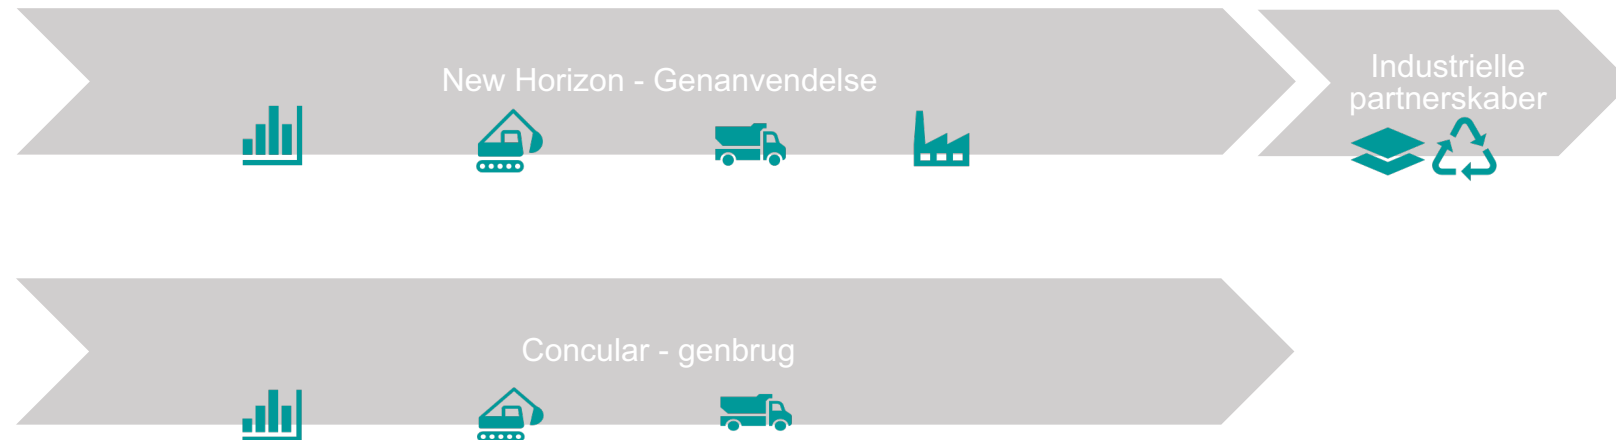 New Horizon - Genanvendelse
Industrielle
partnerskaber
Concular - genbrug